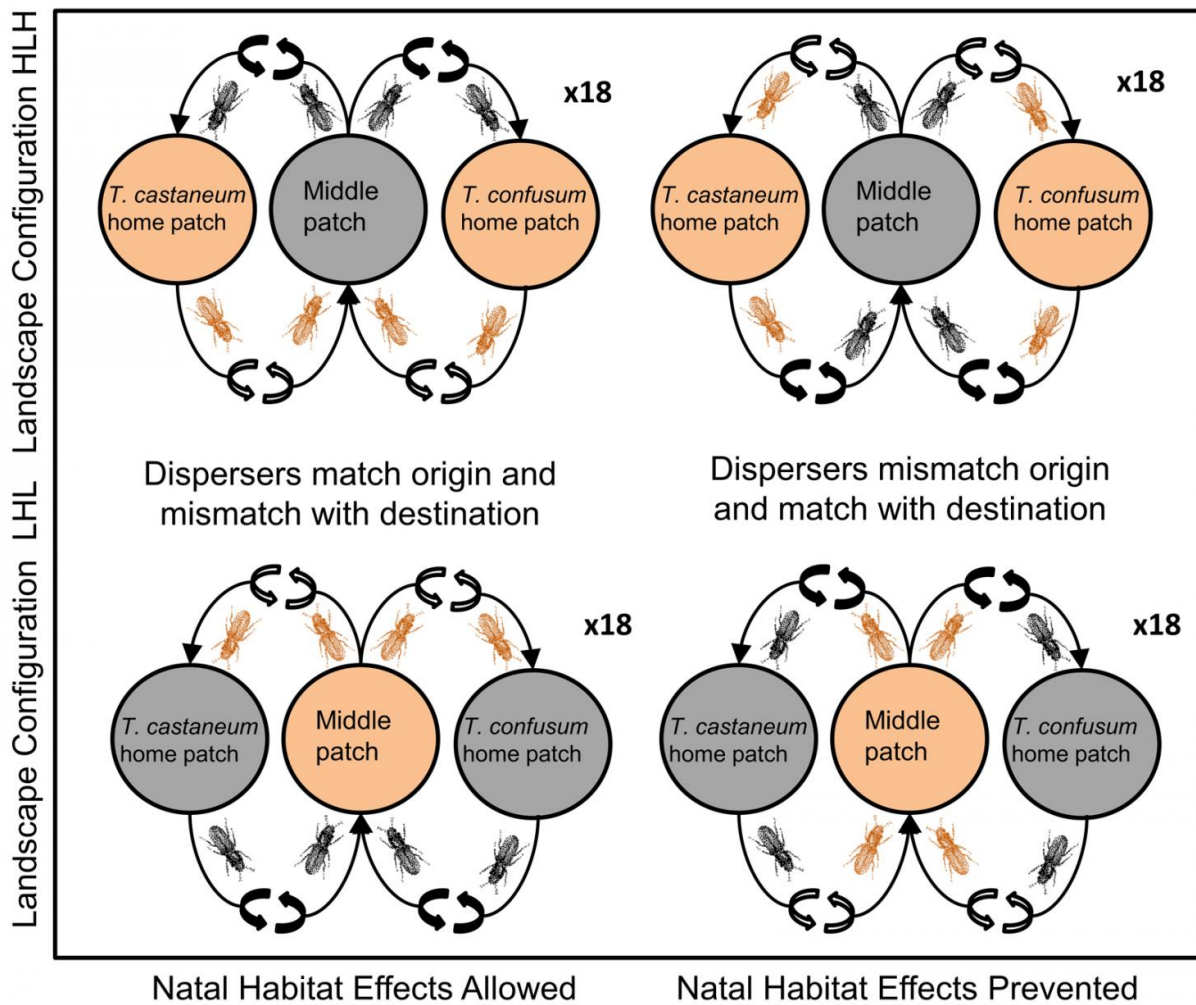 Landscape Configuration HLH
x18
T. castaneum
home patch
Middle
patch
T. confusum
home patch
x18
T. castaneum
home patch
Middle
patch
T. confusum
home patch
Dispersers match origin and
mismatch with destination
Dispersers mismatch origin
and match with destination
Landscape Configuration LHL
x18
T. castaneum
home patch
Middle
patch
T. confusum
home patch
x18
T. castaneum
home patch
Middle
patch
T. confusum
home patch
Natal Habitat Effects Allowed
Natal Habitat Effects Prevented